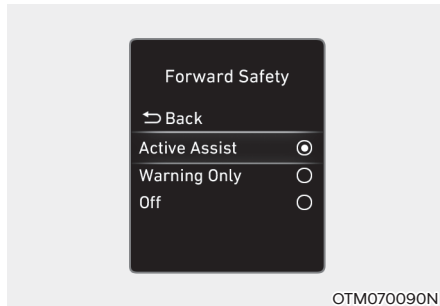 Forward Safety
Back
Active Assist
Warning Only
Off
OTM070090N